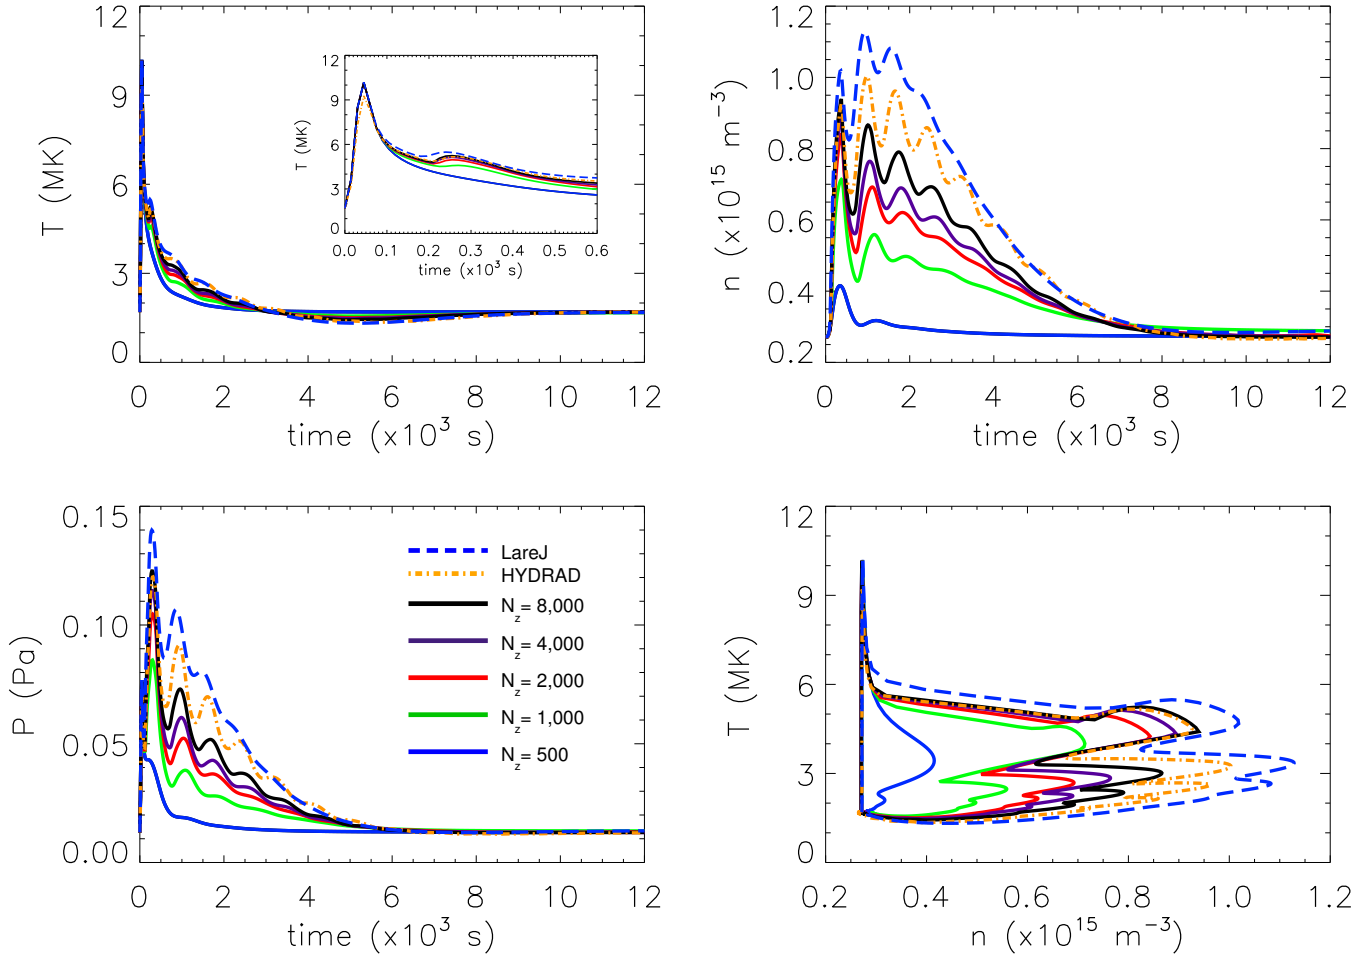 12
9
6
3
0
T (MK)
0 2 4 6 8 10 12
time (x10³ s)
12
9
6
3
0
T (MK)
0.0 0.1 0.2 0.3 0.4 0.5 0.6
time (x10³ s)
1.2
1.0
0.8
0.6
0.4
0.2
n (x10¹⁵ m⁻³)
0 2 4 6 8 10 12
time (x10³ s)
0.15
0.10
0.05
0.00
P (Pa)
0 2 4 6 8 10 12
time (x10³ s)
LareJ
HYDRAD
N_z = 8,000
N_z = 4,000
N_z = 2,000
N_z = 1,000
N_z = 500
12
9
6
3
0
T (MK)
0.2 0.4 0.6 0.8 1.0 1.2
n (x10¹⁵ m⁻³)